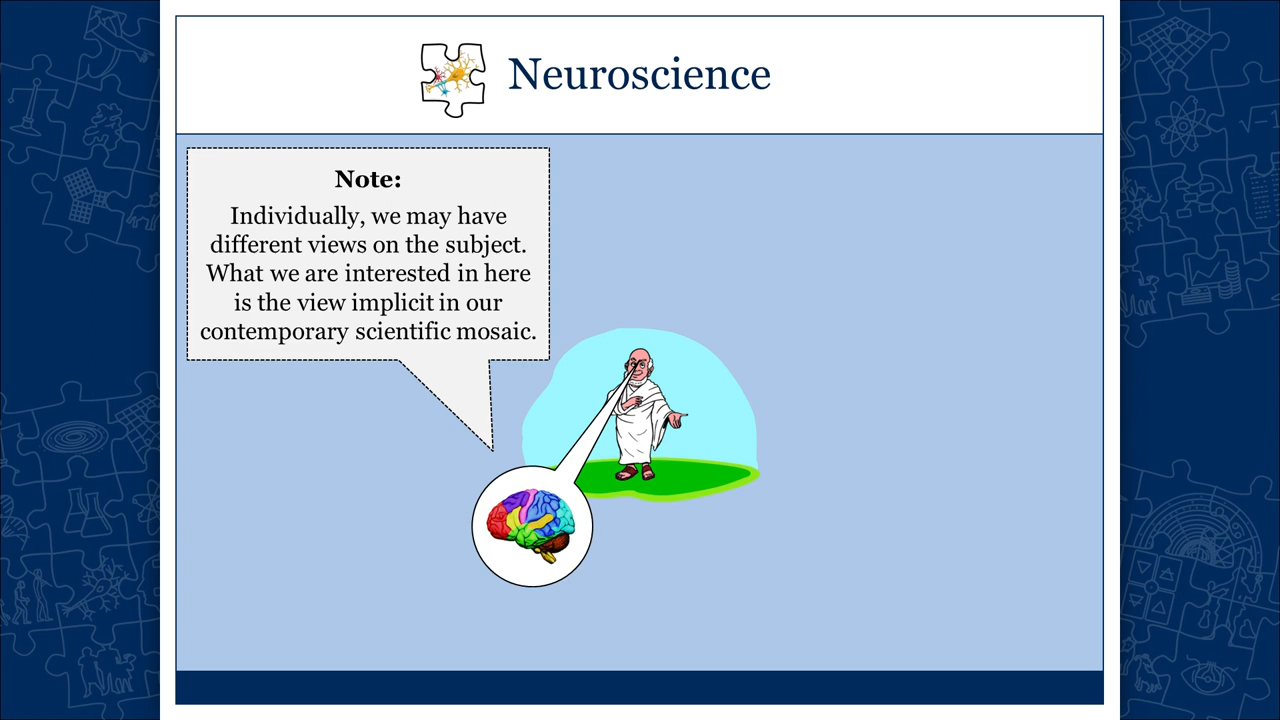 Neuroscience
Note:
Individually, we may have
different views on the subject.
What we are interested in here
is the view implicit in our
contemporary scientific mosaic.